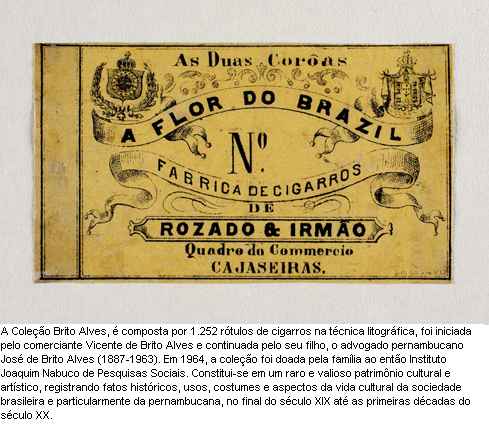 As Duas Corôas
A FLOR DO BRAZIL
Nº.
FABRICA DE CIGARROS
DE
ROZADO & IRMÃO
Quadro do Commercio
CAJASEIRAS.
A Coleção Brito Alves, é composta por 1.252 rótulos de cigarros na técnica litográfica, foi iniciada
pelo comerciante Vicente de Brito Alves e continuada pelo seu filho, o advogado pernambucano
José de Brito Alves (1887-1963). Em 1964, a coleção foi doada pela família ao então Instituto
Joaquim Nabuco de Pesquisas Sociais. Constitui-se em um raro e valioso patrimônio cultural e
artístico, registrando fatos históricos, usos, costumes e aspectos da vida cultural da sociedade
brasileira e particularmente da pernambucana, no final do século XIX até as primeiras décadas do
século XX.